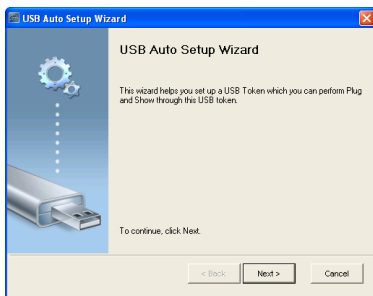 USB Auto Setup Wizard
USB Auto Setup Wizard
This wizard helps you set up a USB Token which you can perform Plug
and Show through this USB token.
To continue, click Next.
< Back
Next >
Cancel